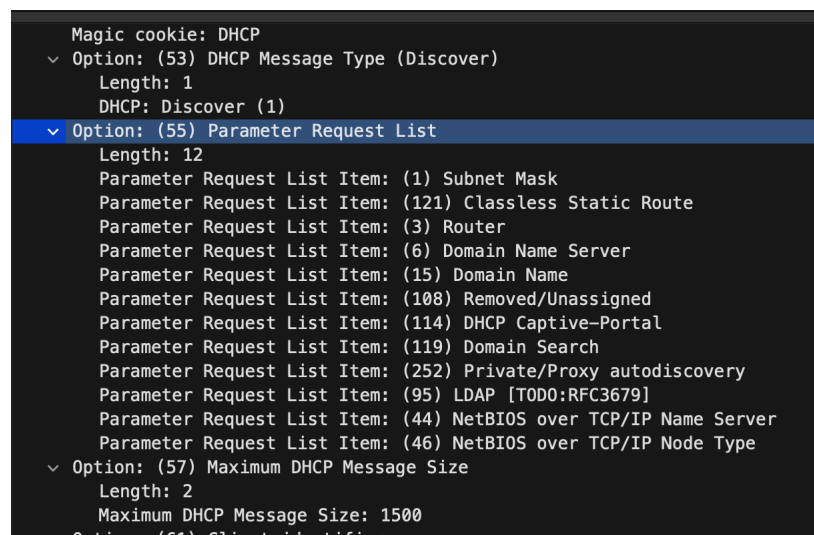 Magic cookie: DHCP
Option: (53) DHCP Message Type (Discover)
Length: 1
DHCP: Discover (1)
Option: (55) Parameter Request List
Length: 12
Parameter Request List Item: (1) Subnet Mask
Parameter Request List Item: (121) Classless Static Route
Parameter Request List Item: (3) Router
Parameter Request List Item: (6) Domain Name Server
Parameter Request List Item: (15) Domain Name
Parameter Request List Item: (108) Removed/Unassigned
Parameter Request List Item: (114) DHCP Captive-Portal
Parameter Request List Item: (119) Domain Search
Parameter Request List Item: (252) Private/Proxy autodiscovery
Parameter Request List Item: (95) LDAP [TODO:RFC3679]
Parameter Request List Item: (44) NetBIOS over TCP/IP Name Server
Parameter Request List Item: (46) NetBIOS over TCP/IP Node Type
Option: (57) Maximum DHCP Message Size
Length: 2
Maximum DHCP Message Size: 1500